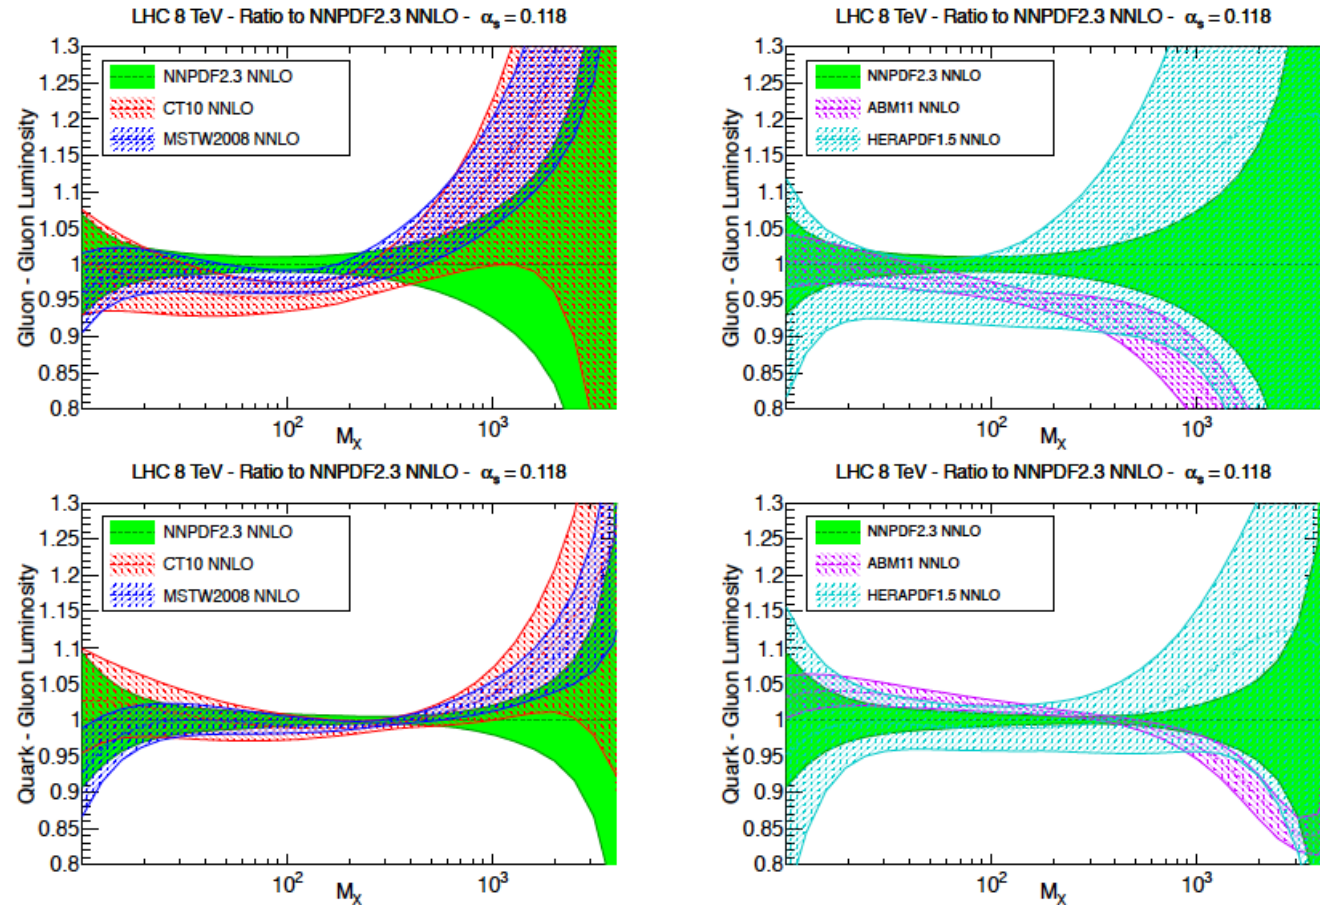 LHC 8 TeV - Ratio to NNPDF2.3 NNLO - αs = 0.118
Gluon - Gluon Luminosity
1.3
1.25
1.2
1.15
1.1
1.05
1
0.95
0.9
0.85
0.8
NNPDF2.3 NNLO
CT10 NNLO
MSTW2008 NNLO
10²
10³
Mx
LHC 8 TeV - Ratio to NNPDF2.3 NNLO - αs = 0.118
Gluon - Gluon Luminosity
1.3
1.25
1.2
1.15
1.1
1.05
1
0.95
0.9
0.85
0.8
NNPDF2.3 NNLO
ABM11 NNLO
HERAPDF1.5 NNLO
10²
10³
Mx
LHC 8 TeV - Ratio to NNPDF2.3 NNLO - αs = 0.118
Quark - Gluon Luminosity
1.3
1.25
1.2
1.15
1.1
1.05
1
0.95
0.9
0.85
0.8
NNPDF2.3 NNLO
CT10 NNLO
MSTW2008 NNLO
10²
10³
Mx
LHC 8 TeV - Ratio to NNPDF2.3 NNLO - αs = 0.118
Quark - Gluon Luminosity
1.3
1.25
1.2
1.15
1.1
1.05
1
0.95
0.9
0.85
0.8
NNPDF2.3 NNLO
ABM11 NNLO
HERAPDF1.5 NNLO
10²
10³
Mx